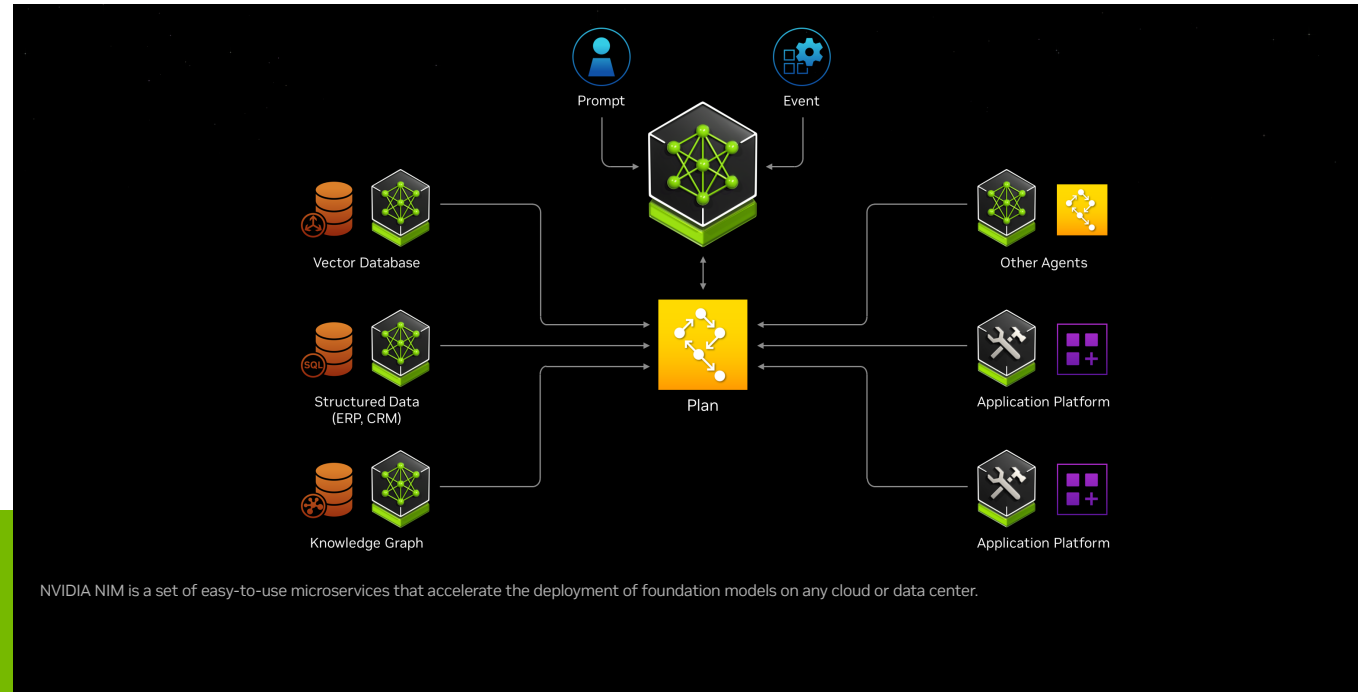 Prompt
Event
Vector Database
Other Agents
SQL
Structured Data
(ERP, CRM)
Plan
Application Platform
Knowledge Graph
Application Platform
NVIDIA NIM is a set of easy-to-use microservices that accelerate the deployment of foundation models on any cloud or data center.